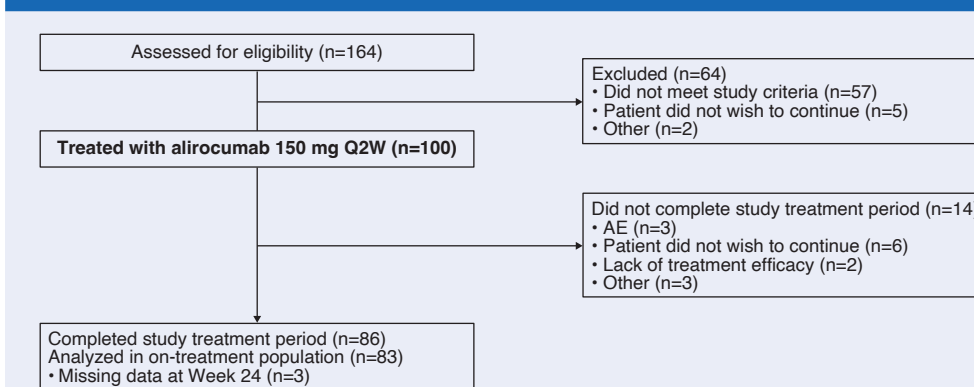 Assessed for eligibility (n=164)
Excluded (n=64)
• Did not meet study criteria (n=57)
• Patient did not wish to continue (n=5)
• Other (n=2)
Treated with alirocumab 150 mg Q2W (n=100)
Did not complete study treatment period (n=14)
• AE (n=3)
• Patient did not wish to continue (n=6)
• Lack of treatment efficacy (n=2)
• Other (n=3)
Completed study treatment period (n=86)
Analyzed in on-treatment population (n=83)
• Missing data at Week 24 (n=3)